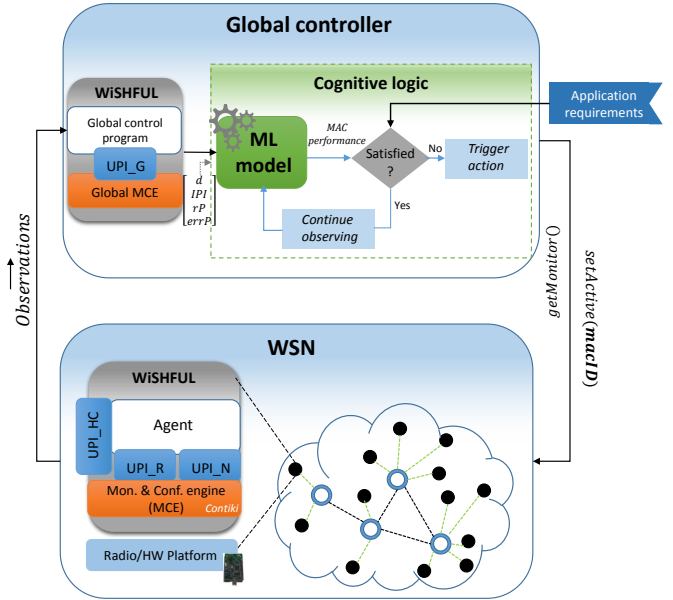 Global controller
WiSHFUL
Global control
program
UPI_G
Global MCE
Cognitive logic
ML
model
d
IPI
rP
errP
MAC
performance
Satisfied
?
No
Trigger
action
Yes
Continue
observing
Application
requirements
Observations
getMonitor()
setActive(macID)
WSN
WiSHFUL
UPI_HC
Agent
UPI_R
UPI_N
Mon. & Conf. engine
(MCE)
Contiki
Radio/HW Platform